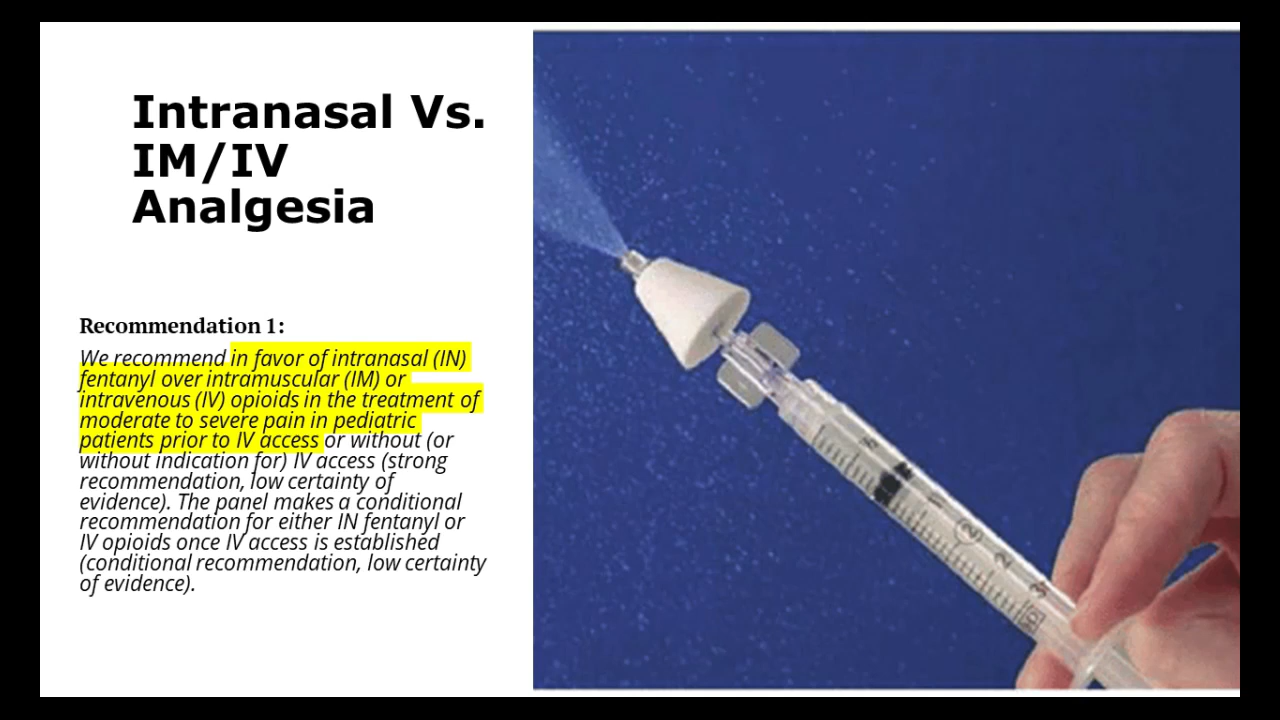 Intranasal Vs.
IM/IV
Analgesia
Recommendation 1:
We recommend in favor of intranasal (IN)
fentanyl over intramuscular (IM) or
intravenous (IV) opioids in the treatment of
moderate to severe pain in pediatric
patients prior to IV access or without (or
without indication for) IV access (strong
recommendation, low certainty of
evidence). The panel makes a conditional
recommendation for either IN fentanyl or
IV opioids once IV access is established
(conditional recommendation, low certainty
of evidence).